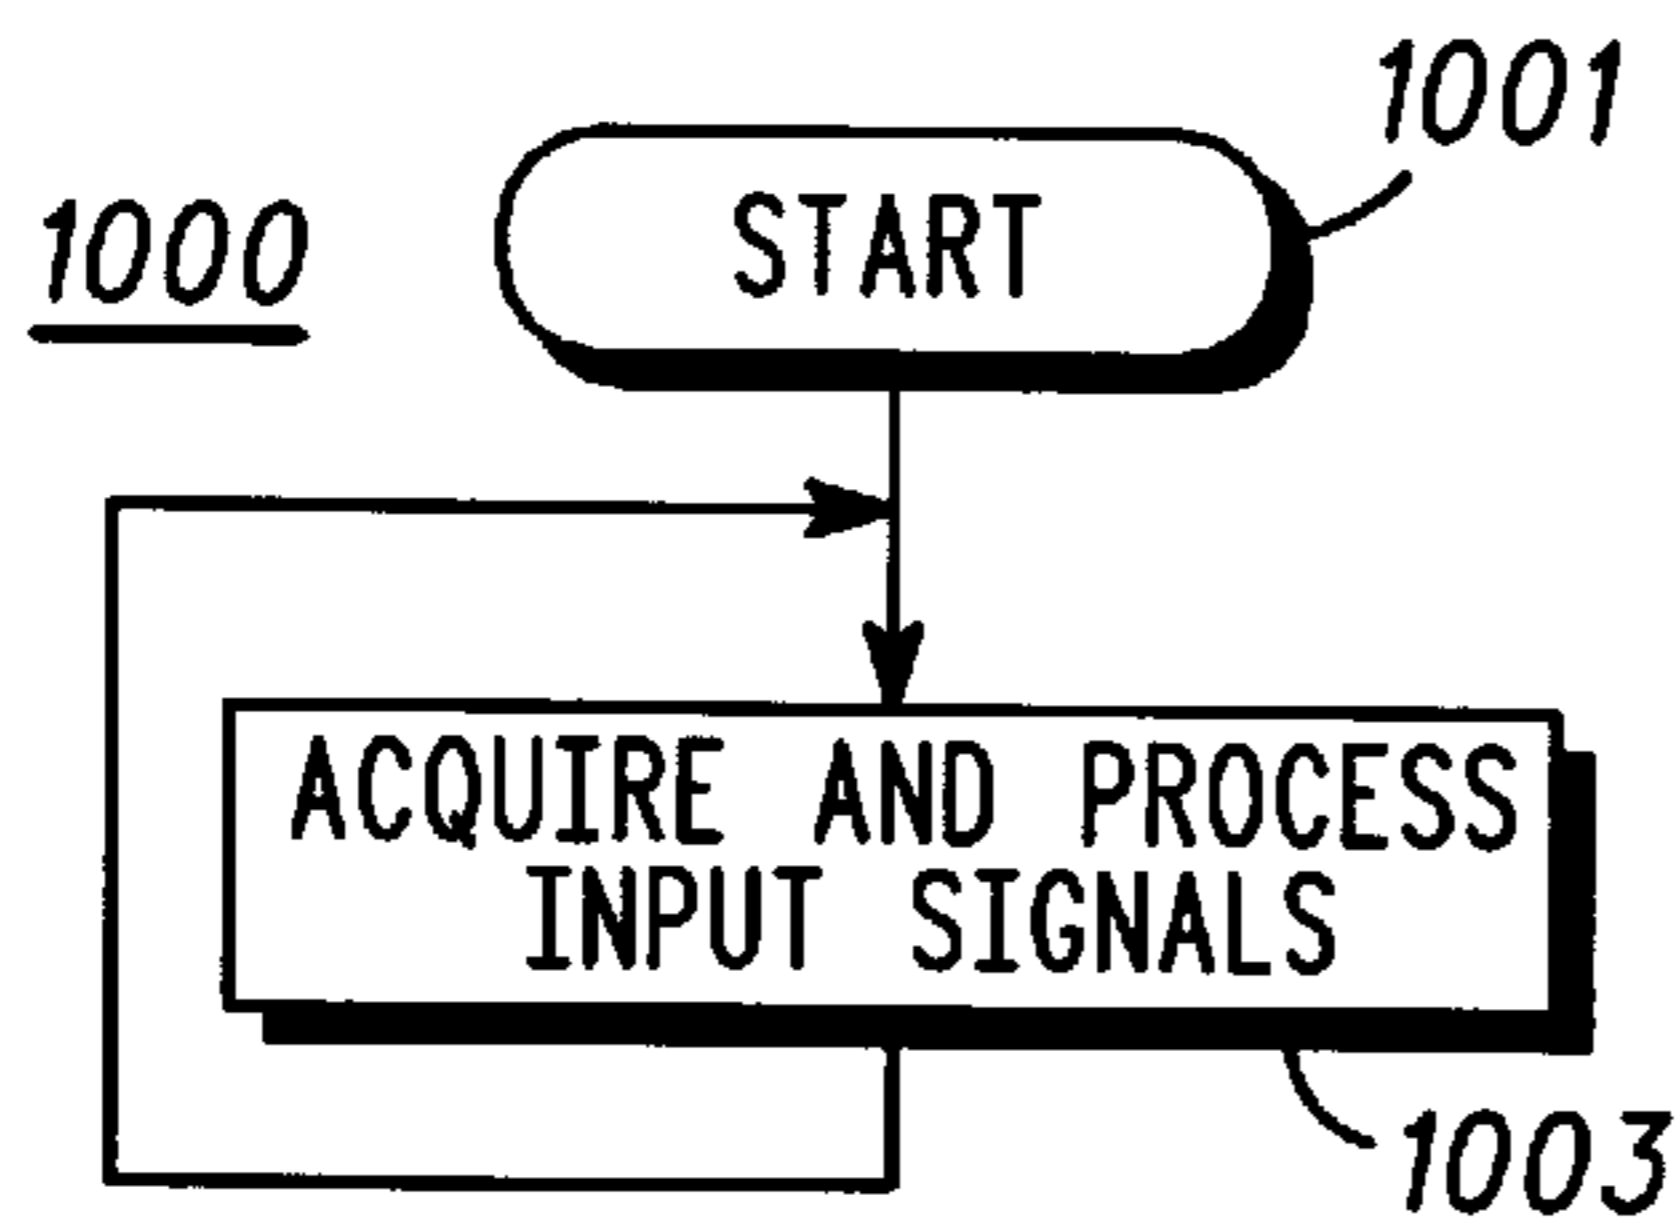 1001
1000
START
ACQUIRE AND PROCESS
INPUT SIGNALS
1003